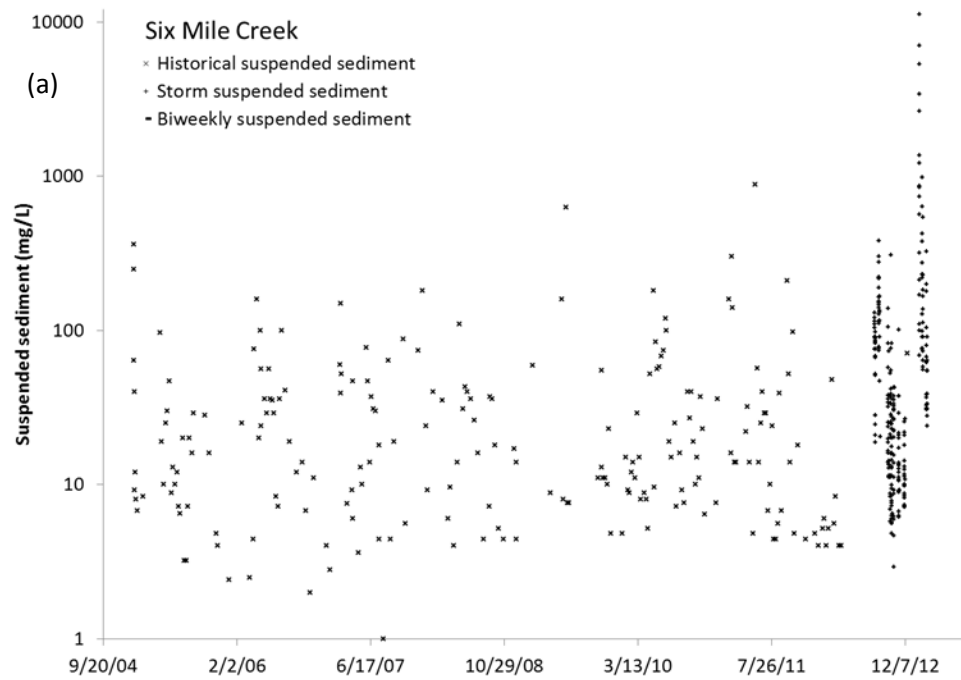 Six Mile Creek
(a)
× Historical suspended sediment
+ Storm suspended sediment
- Biweekly suspended sediment
Suspended sediment (mg/L)
10000
1000
100
10
1
9/20/04 2/2/06 6/17/07 10/29/08 3/13/10 7/26/11 12/7/12